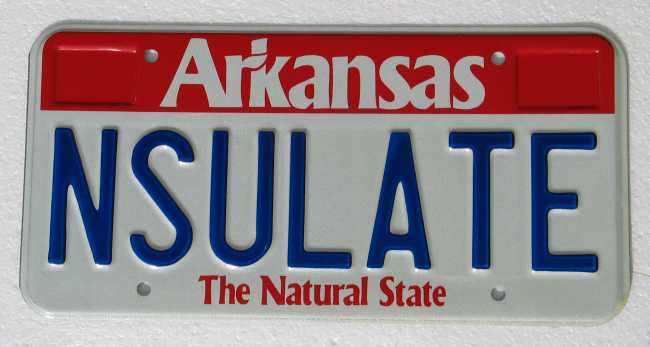 Arkansas
NSULATE
The Natural State